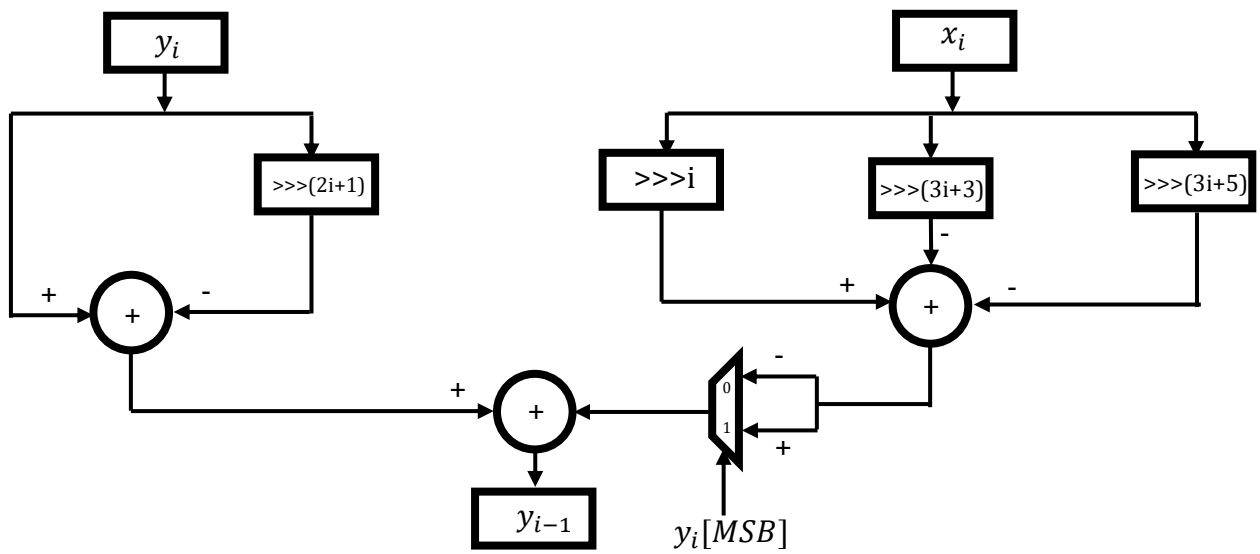 y_i
x_i
>>>(2i+1)
>>>i
>>>(3i+3)
>>>(3i+5)
-
+
-
+
-
+
+
-
+
0
+
1
+
y_{i-1}
y_i[MSB]